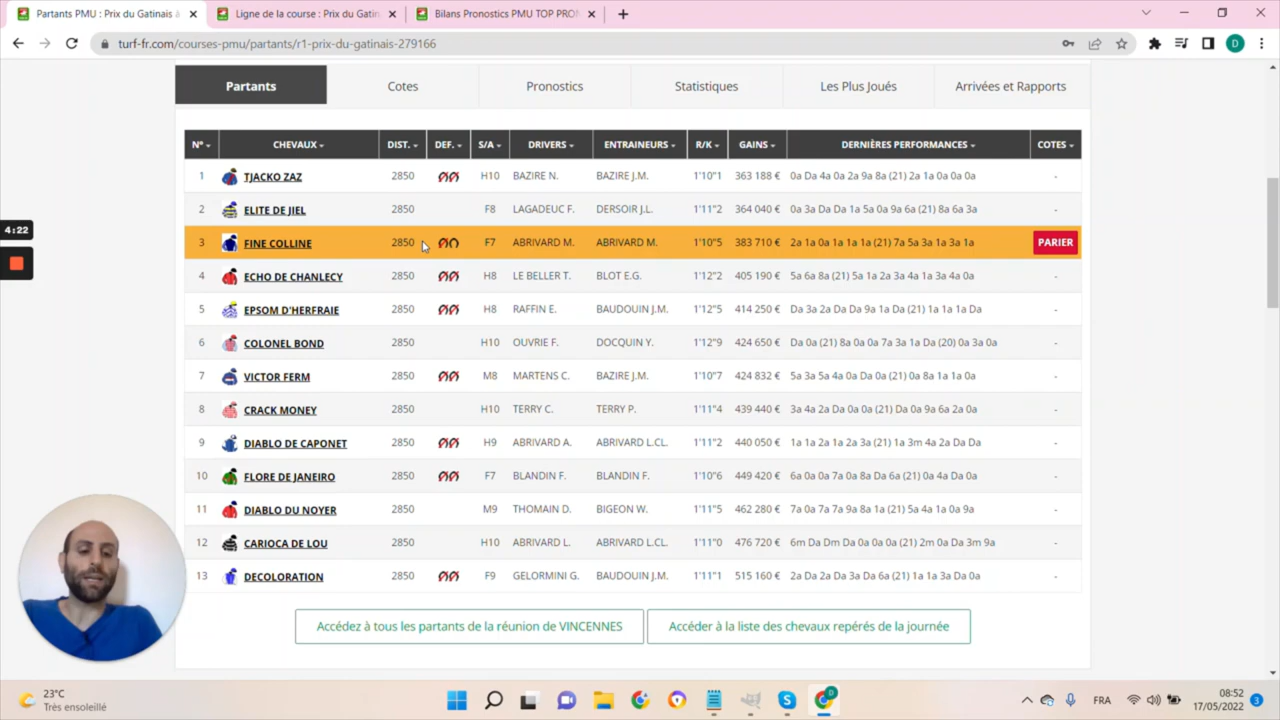 Partants PMU : Prix du Gatinais à
Ligne de la course : Prix du Gatin
Bilans Pronostics PMU TOP PRON
turf-fr.com/courses-pmu/partants/r1-prix-du-gatinais-279166
D
Partants Cotes Pronostics Statistiques Les Plus Joués Arrivées et Rapports
N° CHEVAUX DIST. DEF. S/A DRIVERS ENTRAINEURS R/K GAINS DERNIÈRES PERFORMANCES COTES
1 TJACKO ZAZ 2850 H10 BAZIRE N. BAZIRE J.M. 1'10"1 363 188 € 0a Da 4a 0a 2a 9a 8a (21) 2a 1a 0a 0a 0a -
2 ELITE DE JIEL 2850 F8 LAGADEUC F. DERSOIR J.L. 1'11"2 364 040 € 0a 3a Da Da 1a 5a 0a 9a 6a (21) 8a 6a 3a -
3 FINE COLLINE 2850 F7 ABRIVARD M. ABRIVARD M. 1'10"5 383 710 € 2a 1a 0a 1a 1a 1a (21) 7a 5a 3a 1a 3a 1a PARIER
4 ECHO DE CHANLECY 2850 H8 LE BELLER T. BLOT E.G. 1'12"2 405 190 € 5a 6a 8a (21) 5a 1a 2a 3a 4a 1a 3a 4a 0a -
5 EPSOM D'HERFRAIE 2850 H8 RAFFIN E. BAUDOUIN J.M. 1'12"5 414 250 € Da 3a 2a Da Da 9a 1a Da (21) 1a 1a 1a Da -
6 COLONEL BOND 2850 H10 OUVRIE F. DOCQUIN Y. 1'12"9 424 650 € Da 0a (21) 8a 0a 0a 7a 3a 1a Da (20) 0a 3a 0a -
7 VICTOR FERM 2850 M8 MARTENS C. BAZIRE J.M. 1'10"7 424 832 € 5a 3a 5a 4a 0a Da 0a (21) 0a 8a 1a 1a 0a -
8 CRACK MONEY 2850 H10 TERRY C. TERRY P. 1'11"4 439 440 € 3a 4a 2a Da 0a 0a (21) Da 0a 9a 6a 2a 0a -
9 DIABLO DE CAPONET 2850 H9 ABRIVARD A. ABRIVARD L.CL. 1'11"2 440 050 € 1a 1a 2a 1a 2a 3a (21) 1a 3m 4a 2a Da Da -
10 FLORE DE JANEIRO 2850 F7 BLANDIN F. BLANDIN F. 1'10"6 449 420 € 6a 0a 0a 7a 0a 8a Da 6a (21) 0a 4a Da 0a -
11 DIABLO DU NOYER 2850 M9 THOMAIN D. BIGEON W. 1'11"5 462 280 € 7a 0a 7a 7a 9a 8a 1a (21) 5a 4a 1a 0a 9a -
12 CARIOCA DE LOU 2850 H10 ABRIVARD L. ABRIVARD L.CL. 1'11"0 476 720 € 6m Da Dm Da 0a 0a 0a (21) 2m 0a Da 3m 9a -
13 DECOLORATION 2850 F9 GELORMINI G. BAUDOUIN J.M. 1'11"1 515 160 € 2a Da 2a Da 3a Da 6a (21) 1a 1a 3a Da 0a -
Accédez à tous les partants de la réunion de VINCENNES
Accéder à la liste des chevaux repérés de la journée
4:22
23°C
Très ensoleillé
FRA
08:52
17/05/2022
3